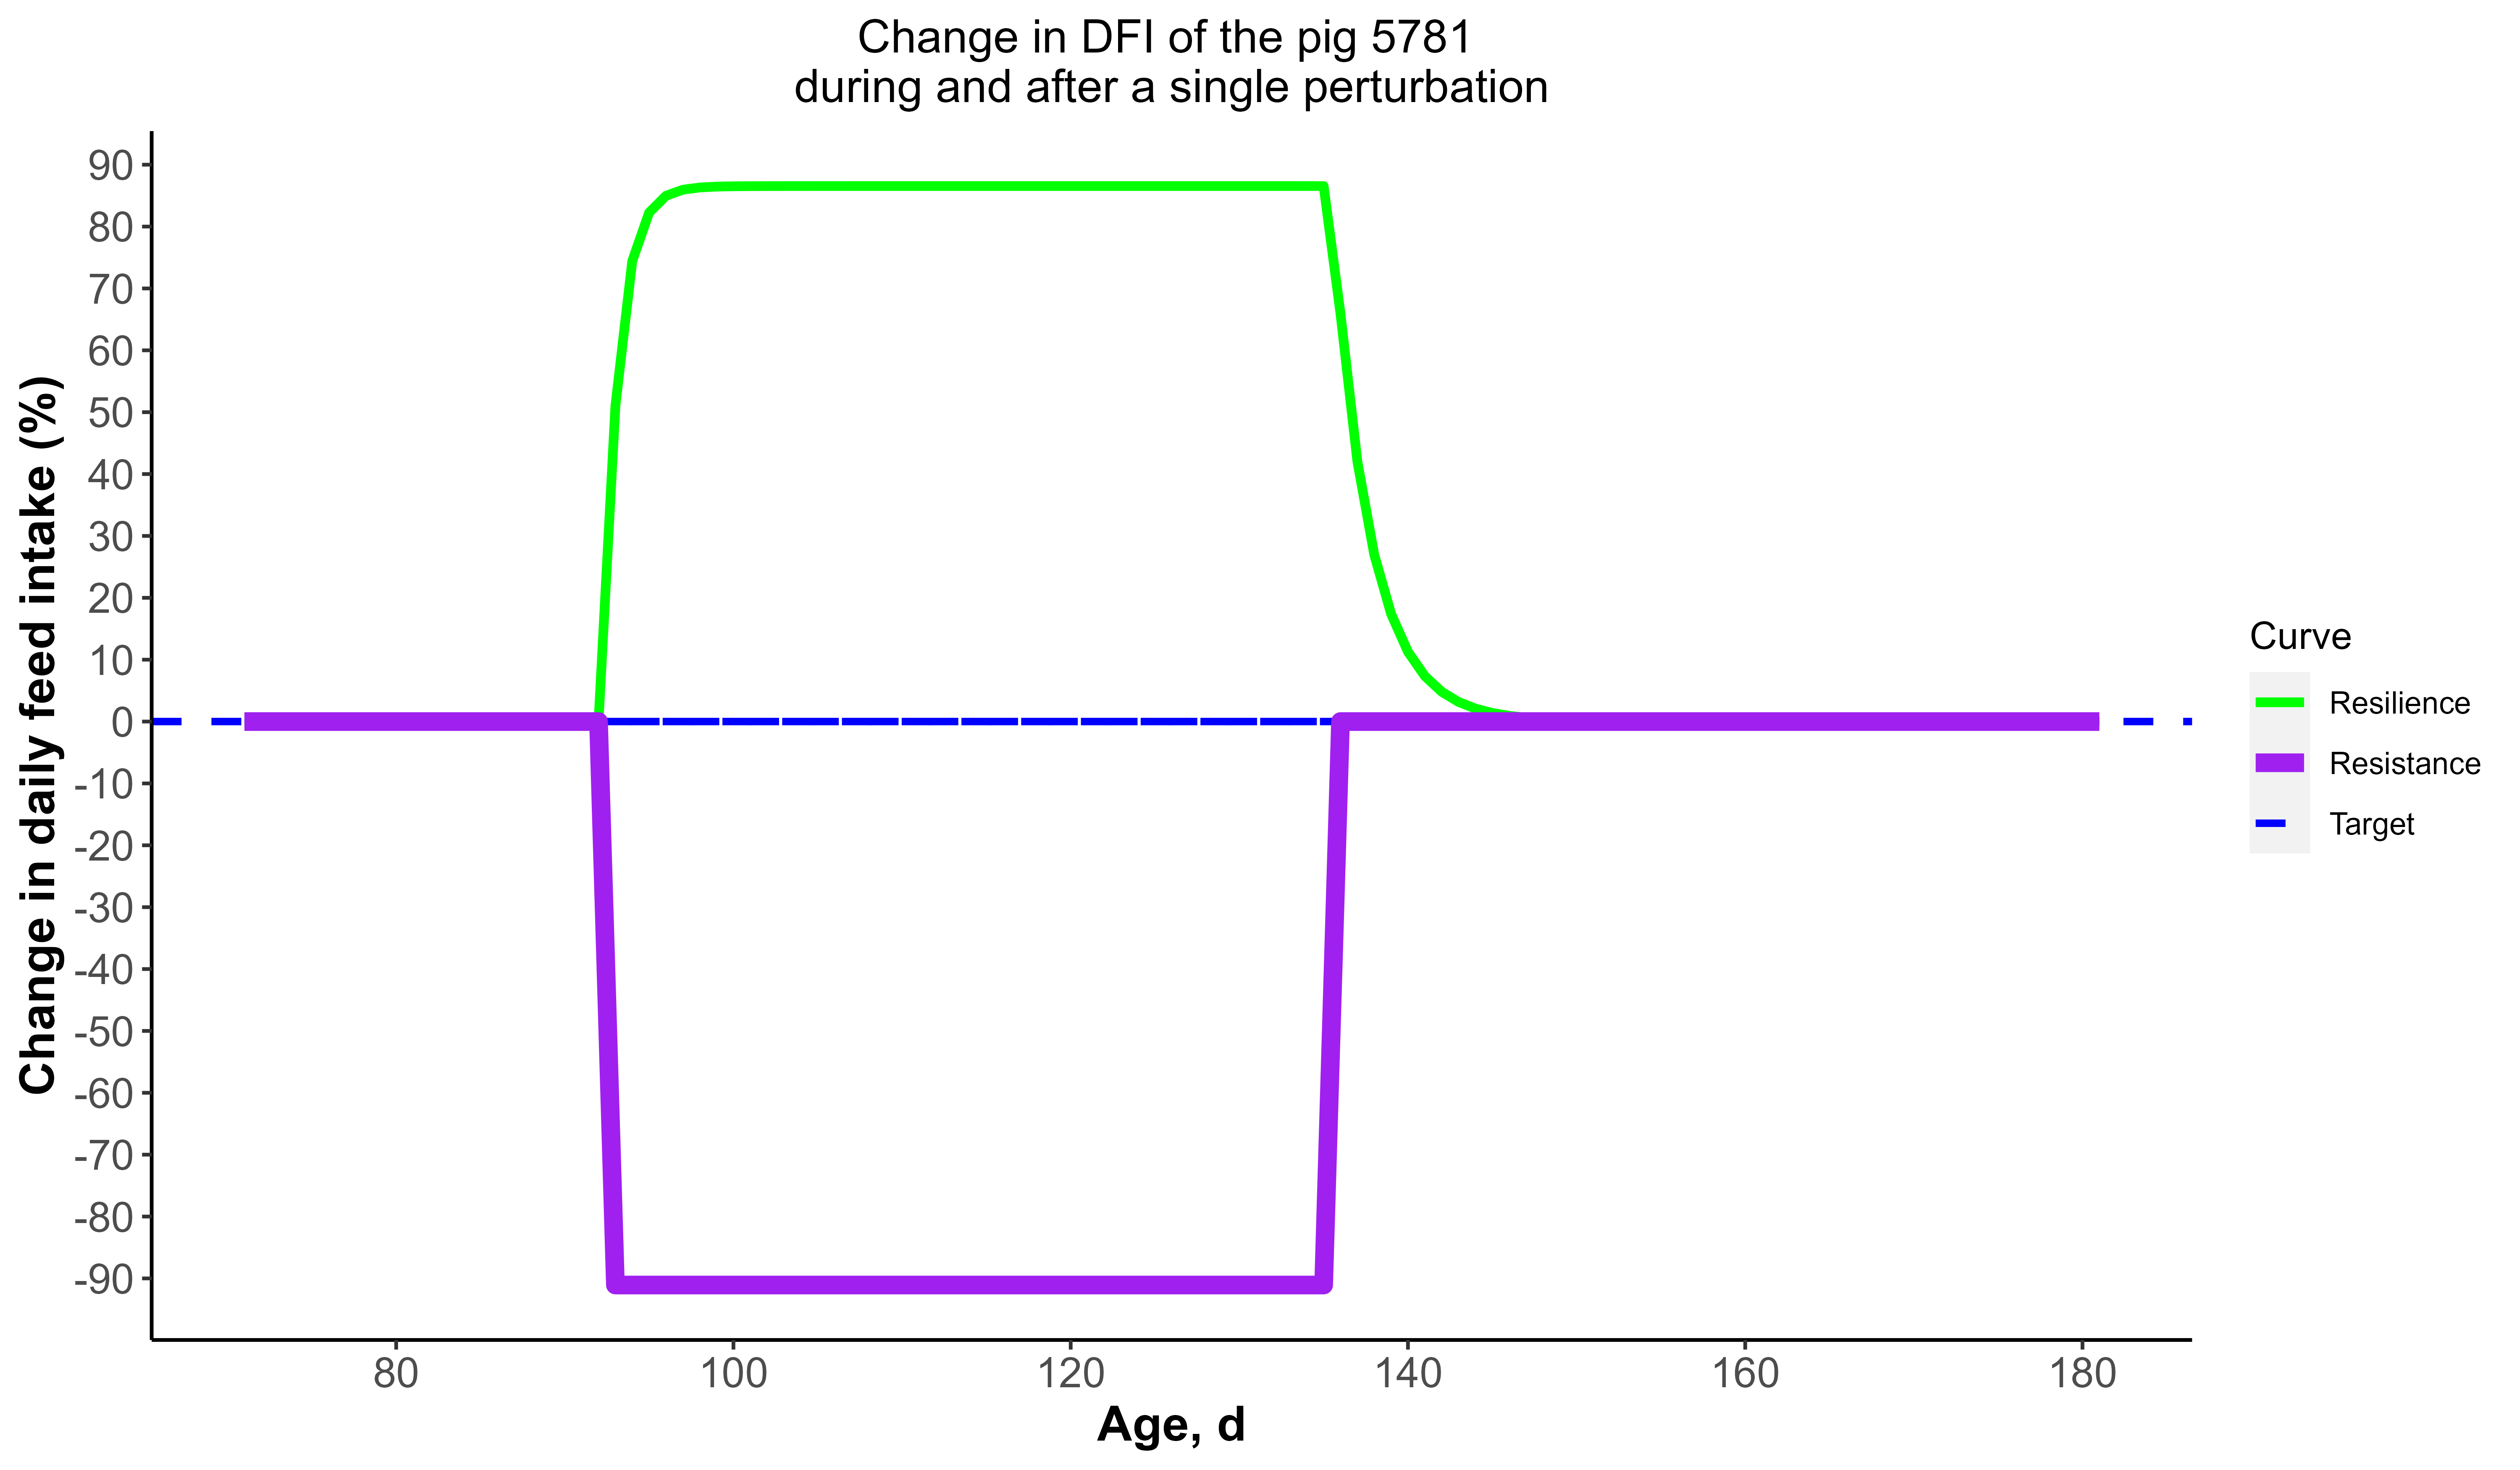 Change in DFI of the pig 5781
during and after a single perturbation
Change in daily feed intake (%)
90
80
70
60
50
40
30
20
10
0
-10
-20
-30
-40
-50
-60
-70
-80
-90
80 100 120 140 160 180
Age, d
Curve
Resilience
Resistance
Target